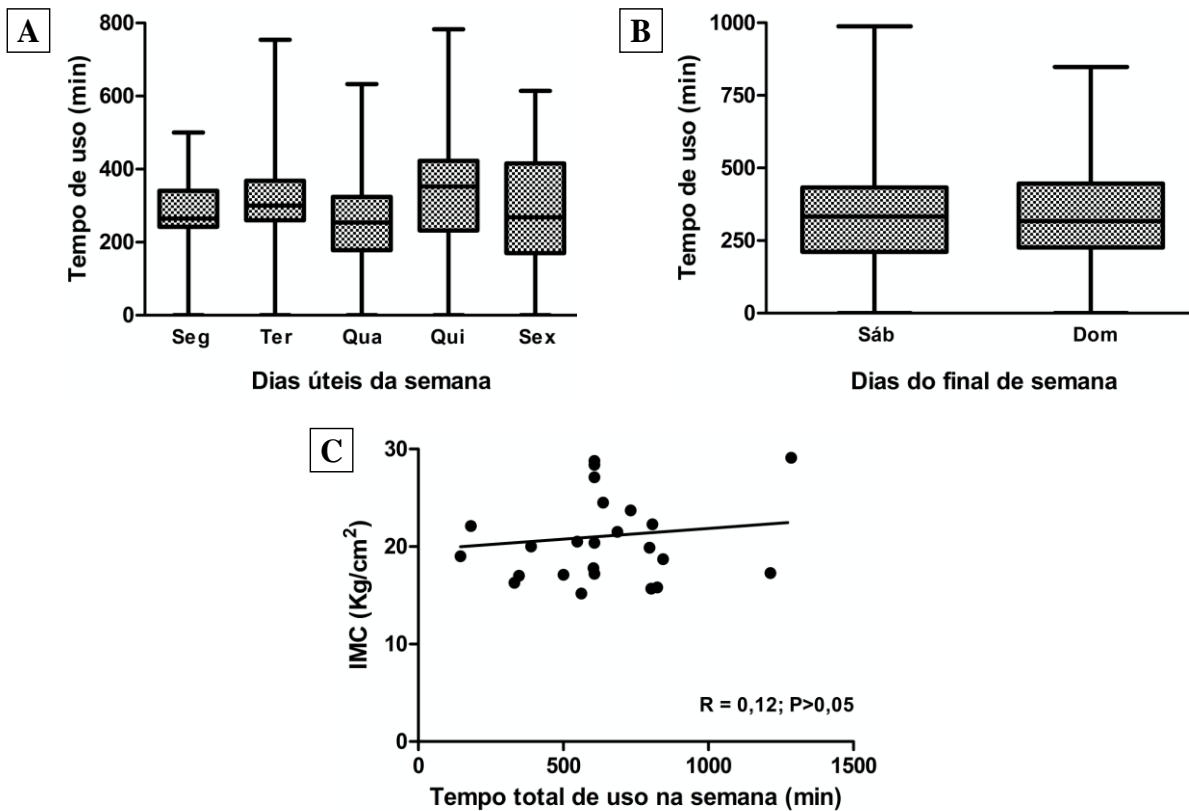 A
Tempo de uso (min)
800
600
400
200
0
Seg Ter Qua Qui Sex
Dias úteis da semana
B
Tempo de uso (min)
1000
750
500
250
0
Sáb Dom
Dias do final de semana
C
IMC (Kg/cm²)
30
20
10
0
R = 0,12; P>0,05
0 500 1000 1500
Tempo total de uso na semana (min)